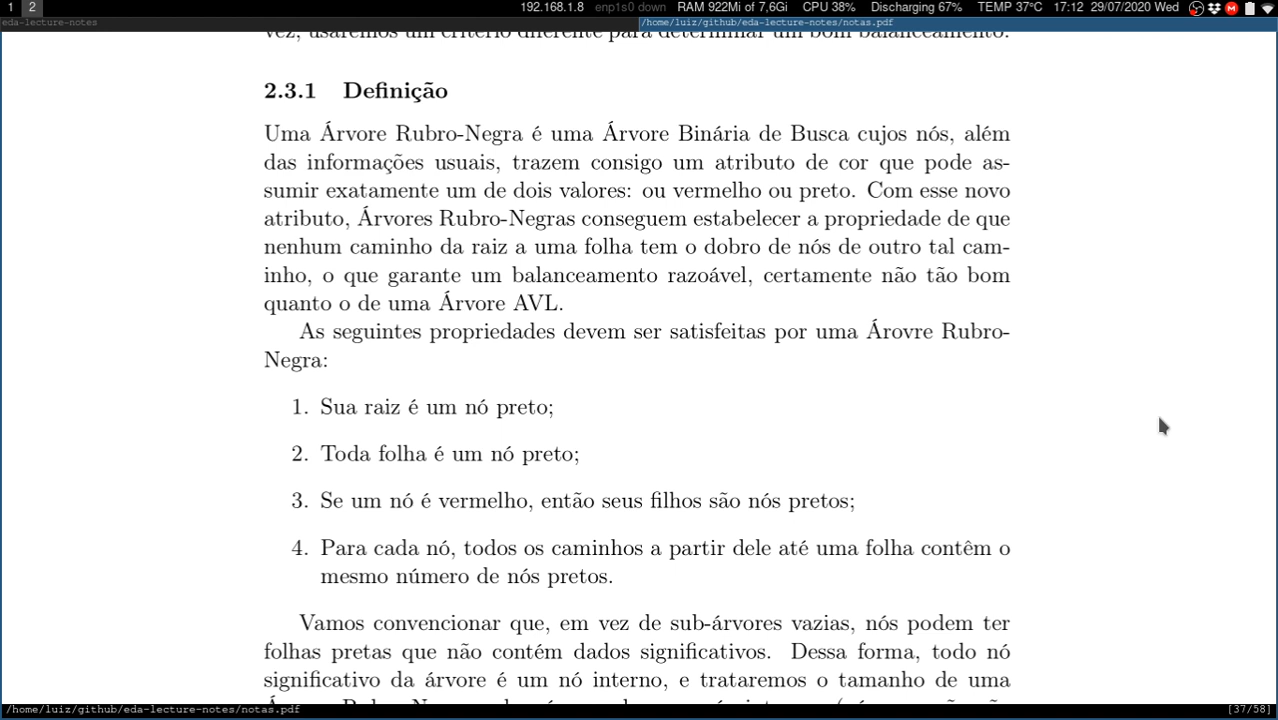 1 2 192.168.1.8 enp1s0 down RAM 922Mi of 7,6Gi CPU 38% Discharging 67% TEMP 37°C 17:12 29/07/2020 Wed
eda-lecture-notes /home/luiz/github/eda-lecture-notes/notas.pdf
vez, usaremos um critério diferente para determinar um bom balanceamento.
2.3.1 Definição
Uma Árvore Rubro-Negra é uma Árvore Binária de Busca cujos nós, além
das informações usuais, trazem consigo um atributo de cor que pode as-
sumir exatamente um de dois valores: ou vermelho ou preto. Com esse novo
atributo, Árvores Rubro-Negras conseguem estabelecer a propriedade de que
nenhum caminho da raiz a uma folha tem o dobro de nós de outro tal cam-
inho, o que garante um balanceamento razoável, certamente não tão bom
quanto o de uma Árvore AVL.
As seguintes propriedades devem ser satisfeitas por uma Árovre Rubro-
Negra:
1. Sua raiz é um nó preto;
2. Toda folha é um nó preto;
3. Se um nó é vermelho, então seus filhos são nós pretos;
4. Para cada nó, todos os caminhos a partir dele até uma folha contêm o
mesmo número de nós pretos.
Vamos convencionar que, em vez de sub-árvores vazias, nós podem ter
folhas pretas que não contém dados significativos. Dessa forma, todo nó
significativo da árvore é um nó interno, e trataremos o tamanho de uma
/home/luiz/github/eda-lecture-notes/notas.pdf [37/58]